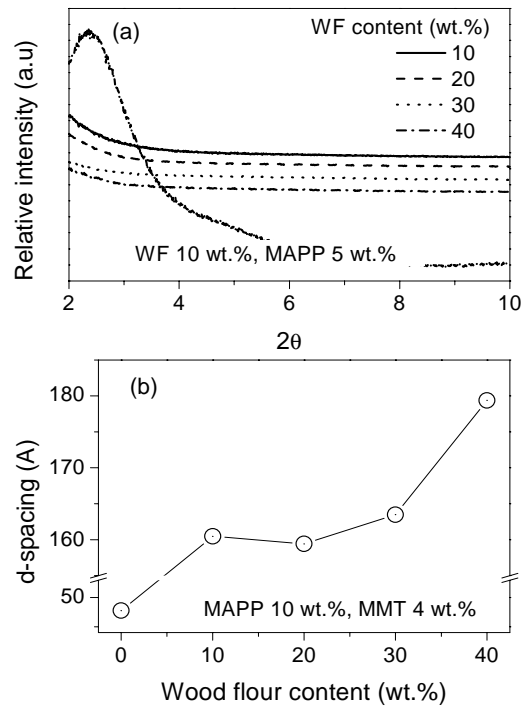 (a)
WF content (wt.%)
10
20
30
40
Relative intensity (a.u)
WF 10 wt.%, MAPP 5 wt.%
2 4 6 8 10
2θ
(b)
180
170
160
50
d-spacing (A)
MAPP 10 wt.%, MMT 4 wt.%
0 10 20 30 40
Wood flour content (wt.%)